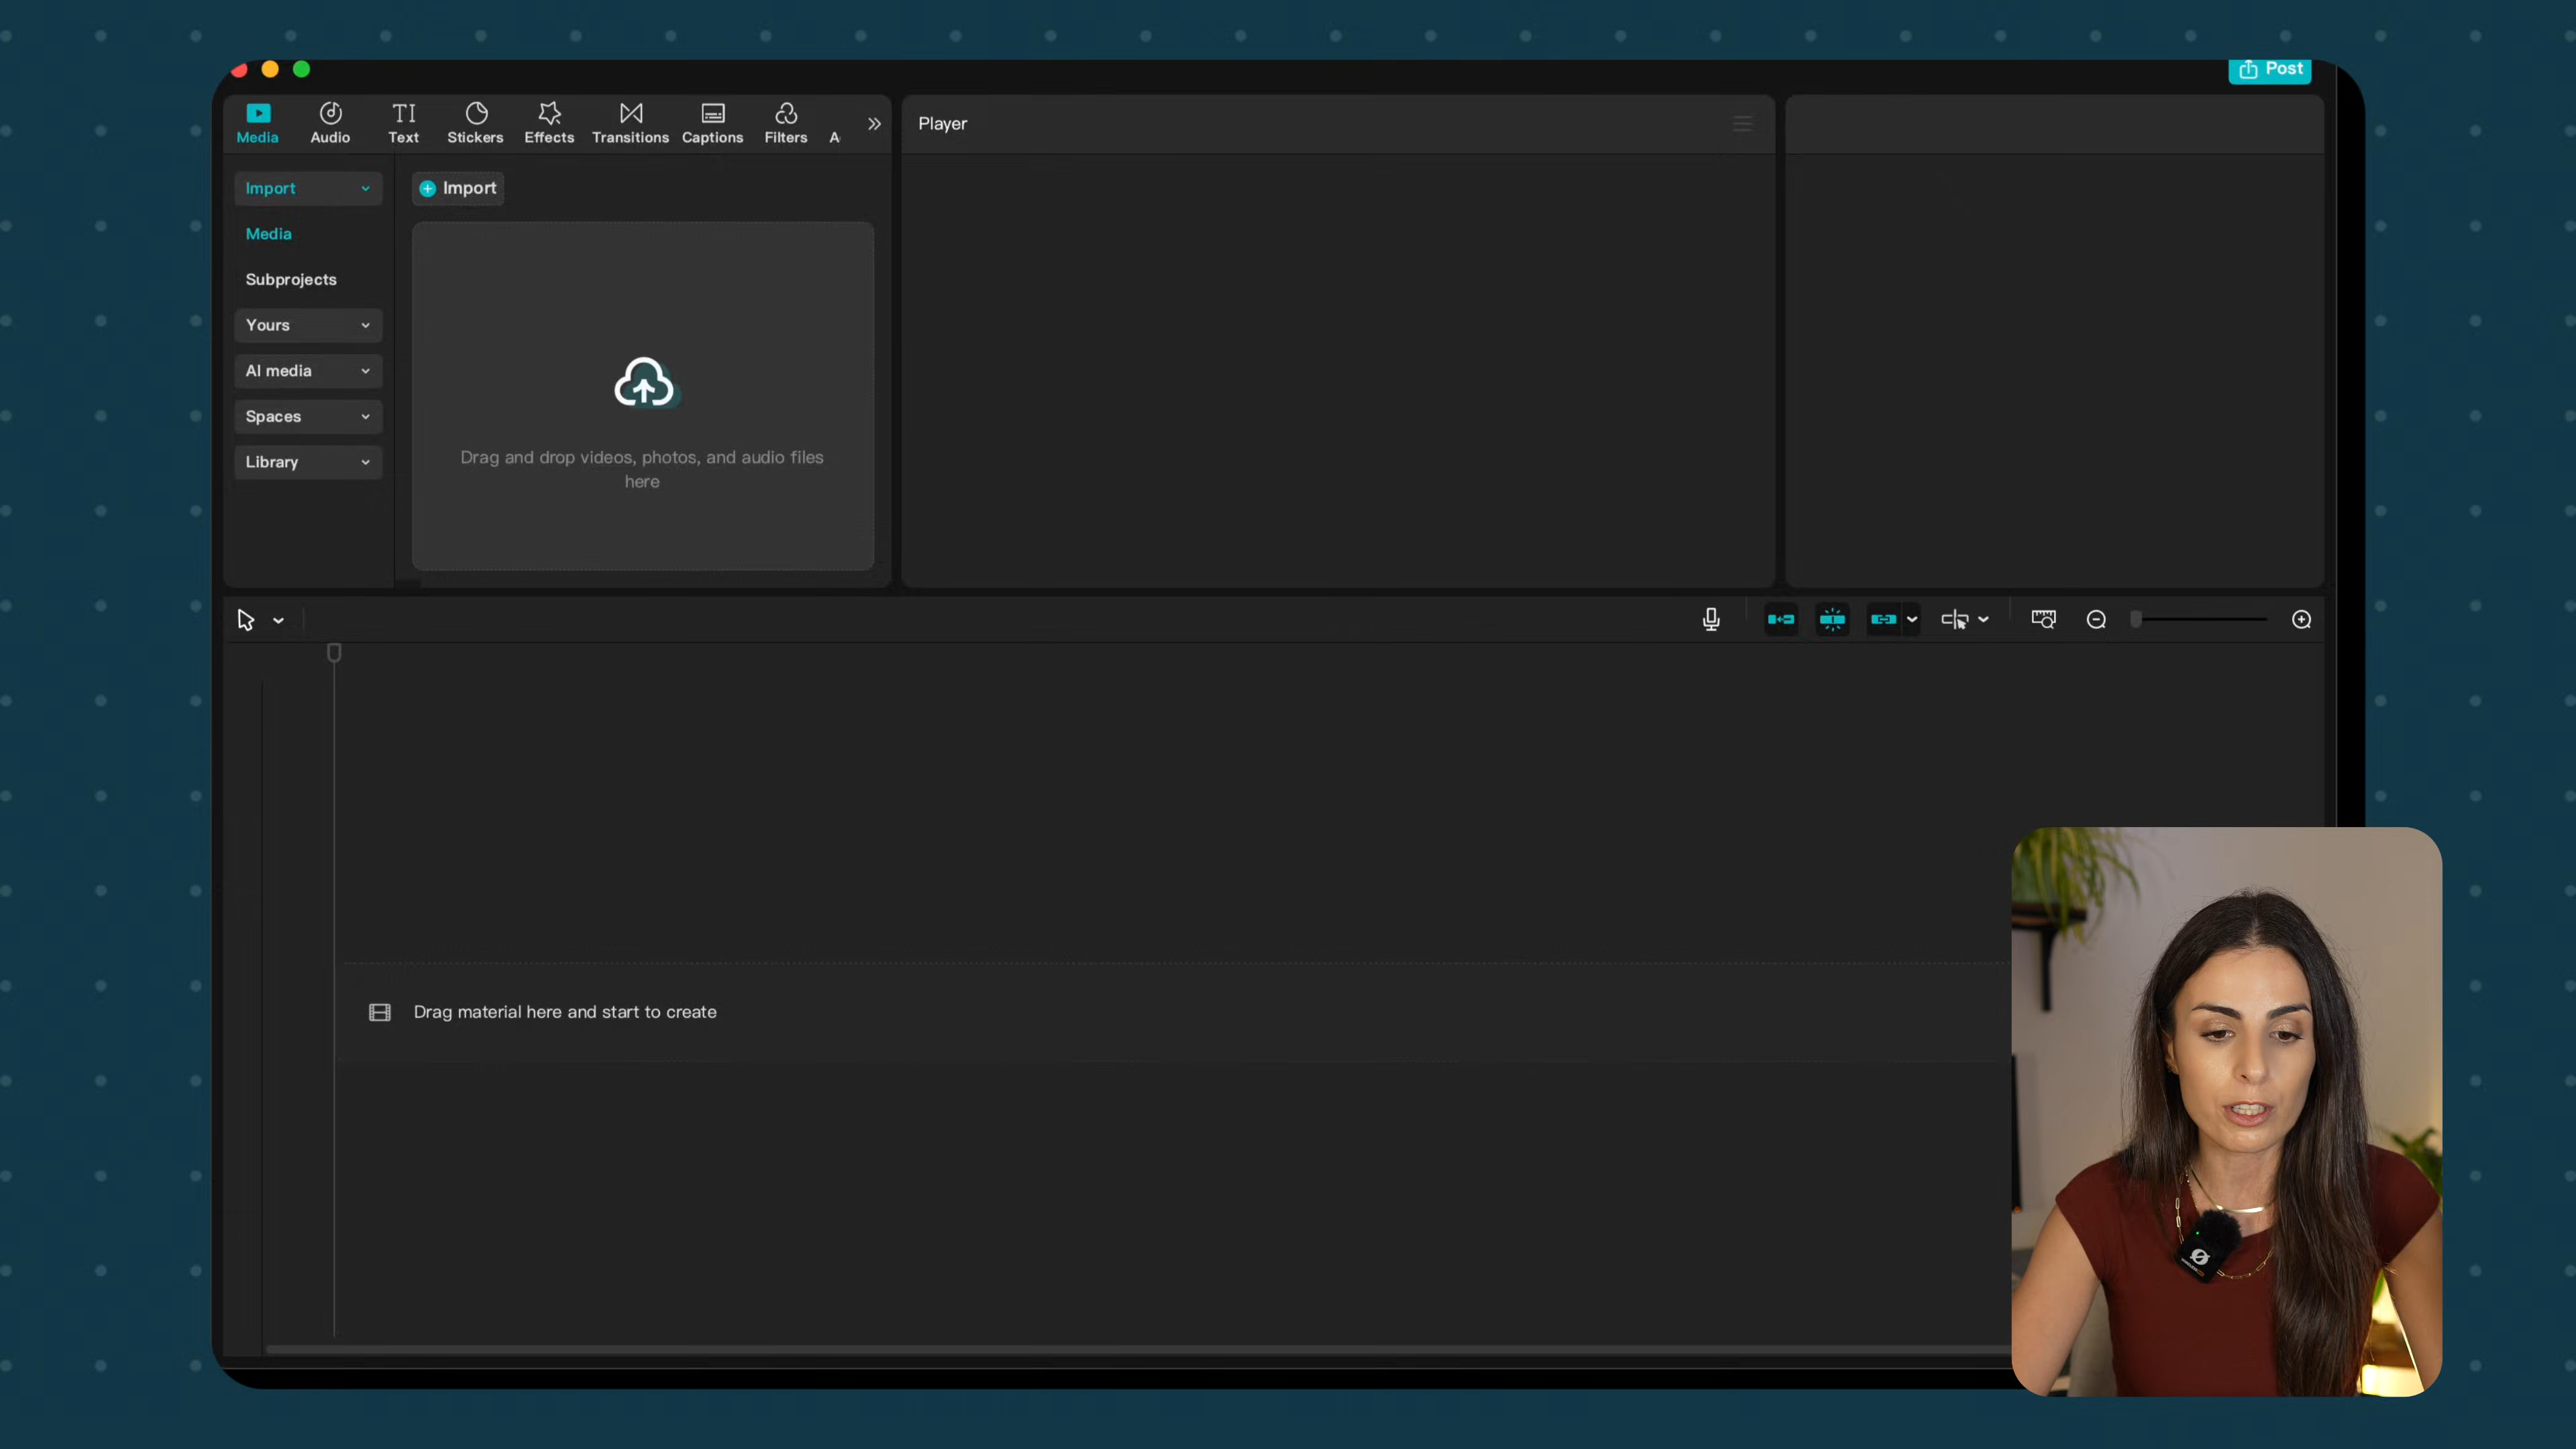 Post
Media
Audio
Text
Stickers
Effects
Transitions
Captions
Filters
A
Player
Import
Media
Subprojects
Yours
AI media
Spaces
Library
Import
Drag and drop videos, photos, and audio files
here
Drag material here and start to create